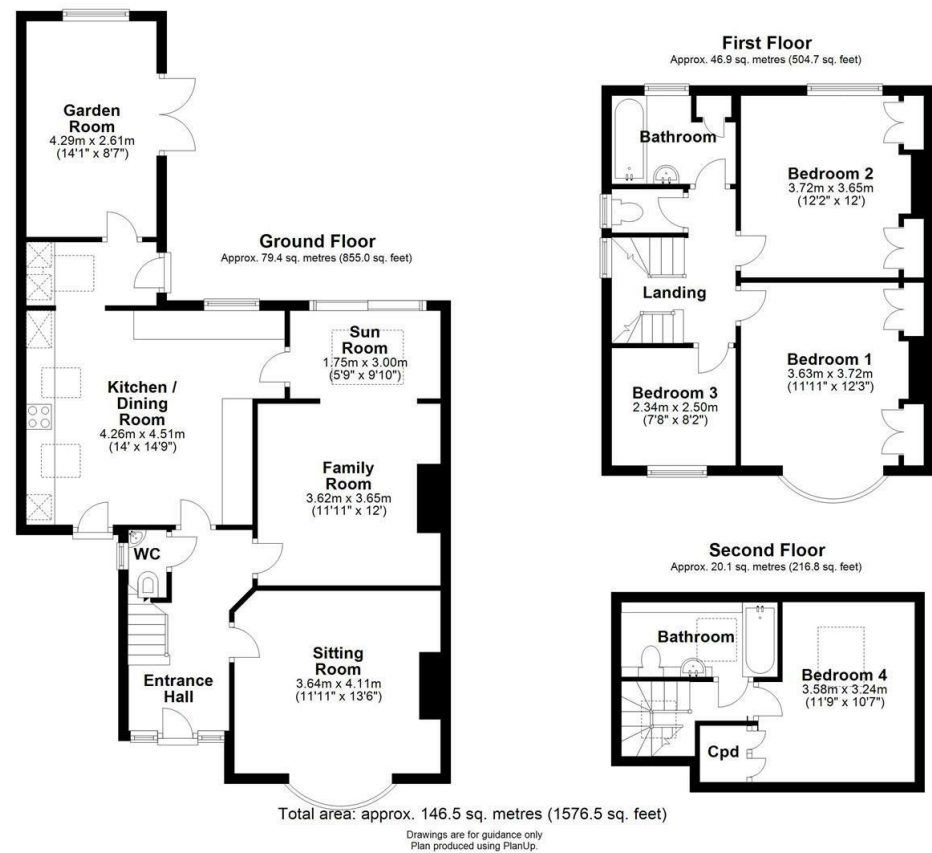 Garden
Room
4.29m x 2.61m
(14'1" x 8'7")
Ground Floor
Approx. 79.4 sq. metres (855.0 sq. feet)
Sun
Room
1.75m x 3.00m
(5'9" x 9'10")
Kitchen /
Dining
Room
4.26m x 4.51m
(14' x 14'9")
Family
Room
3.62m x 3.65m
(11'11" x 12')
WC
Sitting
Room
3.64m x 4.11m
(11'11" x 13'6")
Entrance
Hall
First Floor
Approx. 46.9 sq. metres (504.7 sq. feet)
Bathroom
Bedroom 2
3.72m x 3.65m
(12'2" x 12')
Landing
Bedroom 1
3.63m x 3.72m
(11'11" x 12'3")
Bedroom 3
2.34m x 2.50m
(7'8" x 8'2")
Second Floor
Approx. 20.1 sq. metres (216.8 sq. feet)
Bathroom
Bedroom 4
3.58m x 3.24m
(11'9" x 10'7")
Cpd
Total area: approx. 146.5 sq. metres (1576.5 sq. feet)
Drawings are for guidance only
Plan produced using PlanUp.